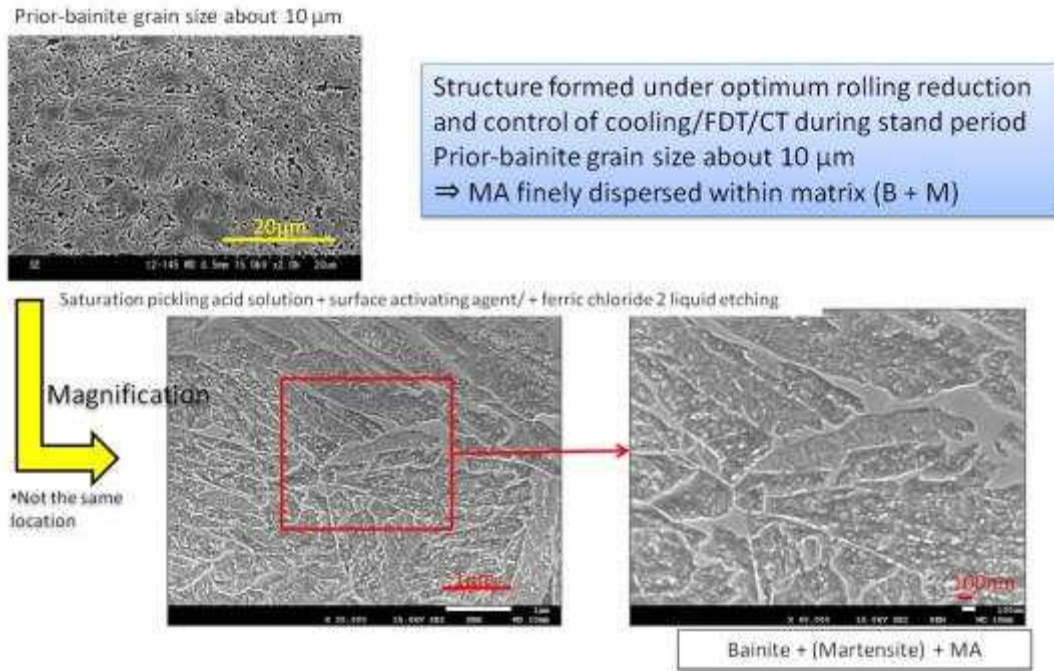 Prior-bainite grain size about 10 μm
20μm
Structure formed under optimum rolling reduction
and control of cooling/FDT/CT during stand period
Prior-bainite grain size about 10 μm
⇒ MA finely dispersed within matrix (B + M)
Saturation pickling acid solution + surface activating agent/ + ferric chloride 2 liquid etching
Magnification
*Not the same
location
100nm
Bainite + (Martensite) + MA